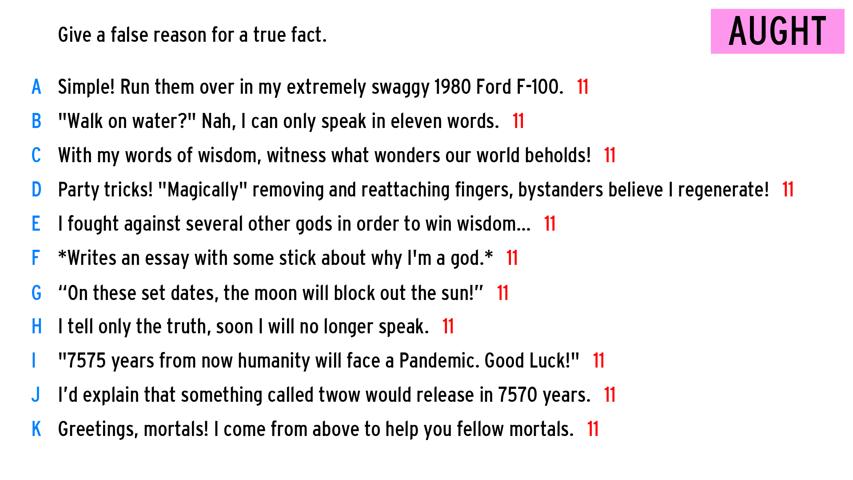 Give a false reason for a true fact.
AUGHT
A Simple! Run them over in my extremely swaggy 1980 Ford F-100. 11
B "Walk on water?" Nah, I can only speak in eleven words. 11
C With my words of wisdom, witness what wonders our world beholds! 11
D Party tricks! "Magically" removing and reattaching fingers, bystanders believe I regenerate! 11
E I fought against several other gods in order to win wisdom... 11
F *Writes an essay with some stick about why I'm a god.* 11
G “On these set dates, the moon will block out the sun!” 11
H I tell only the truth, soon I will no longer speak. 11
I "7575 years from now humanity will face a Pandemic. Good Luck!" 11
J I’d explain that something called twow would release in 7570 years. 11
K Greetings, mortals! I come from above to help you fellow mortals. 11